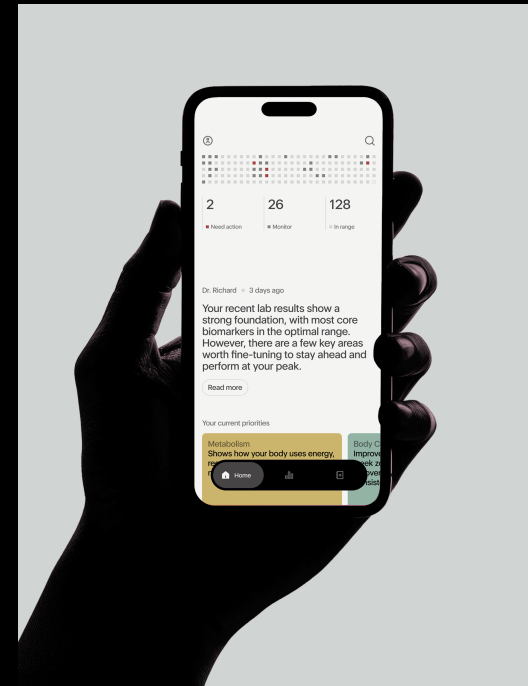 2
26
128
Need action
Monitor
In range
Dr. Richard
3 days ago
Your recent lab results show a
strong foundation, with most core
biomarkers in the optimal range.
However, there are a few key areas
worth fine-tuning to stay ahead and
perform at your peak.
Read more
Your current priorities
Metabolism
Shows how your body uses energy,
Body C
Improve
Home